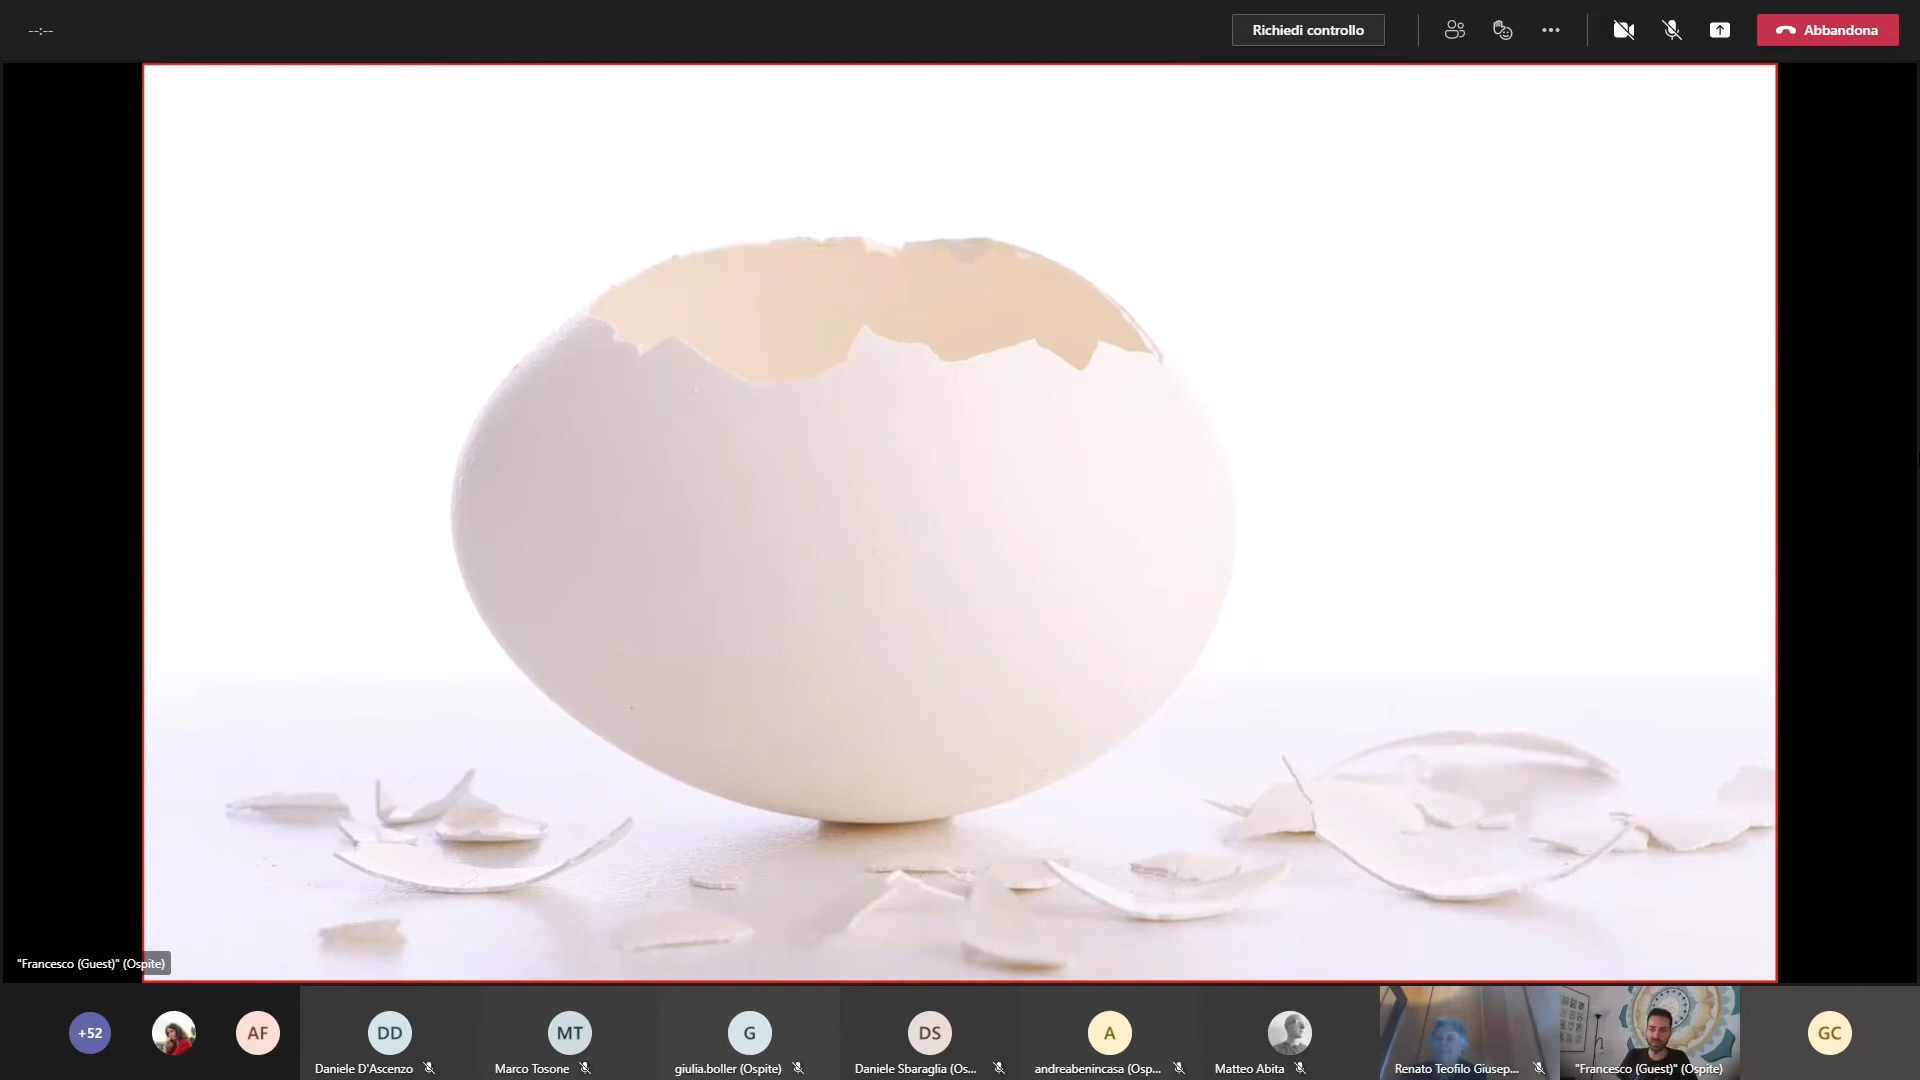 --:--
Richiedi controllo
Abbandona
"Francesco (Guest)" (Ospite)
+52
AF
DD
MT
G
DS
A
GC
Daniele D'Ascenzo
Marco Tosone
giulia.boller (Ospite)
Daniele Sbaraglia (Os...
andreabenincasa (Osp...
Matteo Abita
Renato Teofilo Giusep...
"Francesco (Guest)" (Ospite)